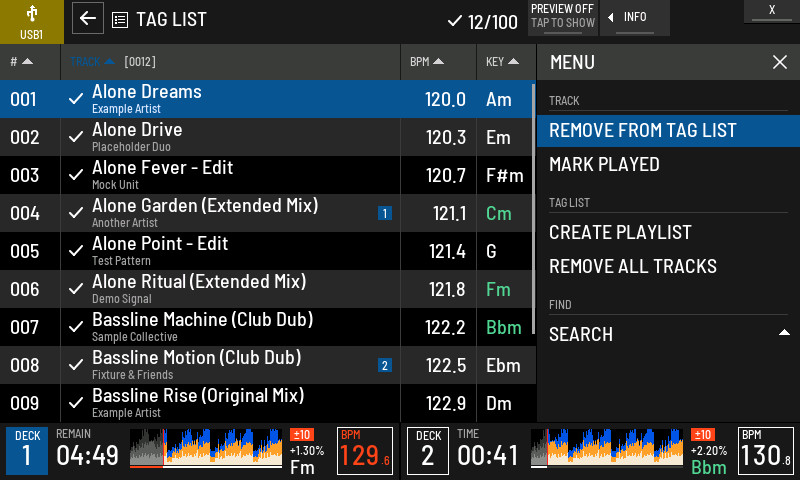 USB1
TAG LIST
12/100
PREVIEW OFF
TAP TO SHOW
INFO
X
#
TRACK [0012]
BPM
KEY
MENU
001 Alone Dreams 120.0 Am
Example Artist
002 Alone Drive 120.3 Em
Placeholder Duo
003 Alone Fever - Edit 120.7 F#m
Mock Unit
004 Alone Garden (Extended Mix) 1 121.1 Cm
Another Artist
005 Alone Point - Edit 121.4 G
Test Pattern
006 Alone Ritual (Extended Mix) 121.8 Fm
Demo Signal
007 Bassline Machine (Club Dub) 122.2 Bbm
Sample Collective
008 Bassline Motion (Club Dub) 2 122.5 Ebm
Fixture & Friends
009 Bassline Rise (Original Mix) 122.9 Dm
Example Artist
TRACK
REMOVE FROM TAG LIST
MARK PLAYED
TAG LIST
CREATE PLAYLIST
REMOVE ALL TRACKS
FIND
SEARCH
DECK
1
REMAIN
04:49
±10
+1.30%
Fm
BPM
129.6
DECK
2
TIME
00:41
±10
+2.20%
Bbm
BPM
130.8